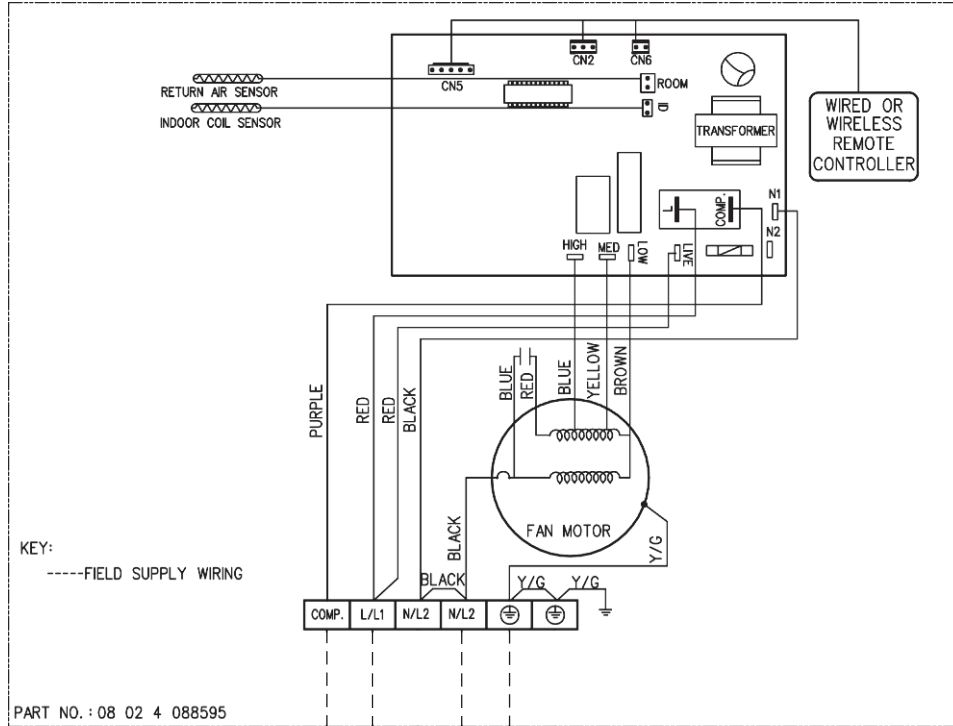 CN5
CN2
CN6
ROOM
ID
RETURN AIR SENSOR
INDOOR COIL SENSOR
TRANSFORMER
WIRED OR
WIRELESS
REMOTE
CONTROLLER
L
COMP.
N1
N2
HIGH
MED
LOW
LIVE
PURPLE
RED
RED
BLACK
BLUE
RED
BLUE
YELLOW
BROWN
FAN MOTOR
BLACK
Y/G
KEY:
-----FIELD SUPPLY WIRING
BLACK
Y/G
Y/G
COMP.
L/L1
N/L2
N/L2
PART NO.: 08 02 4 088595